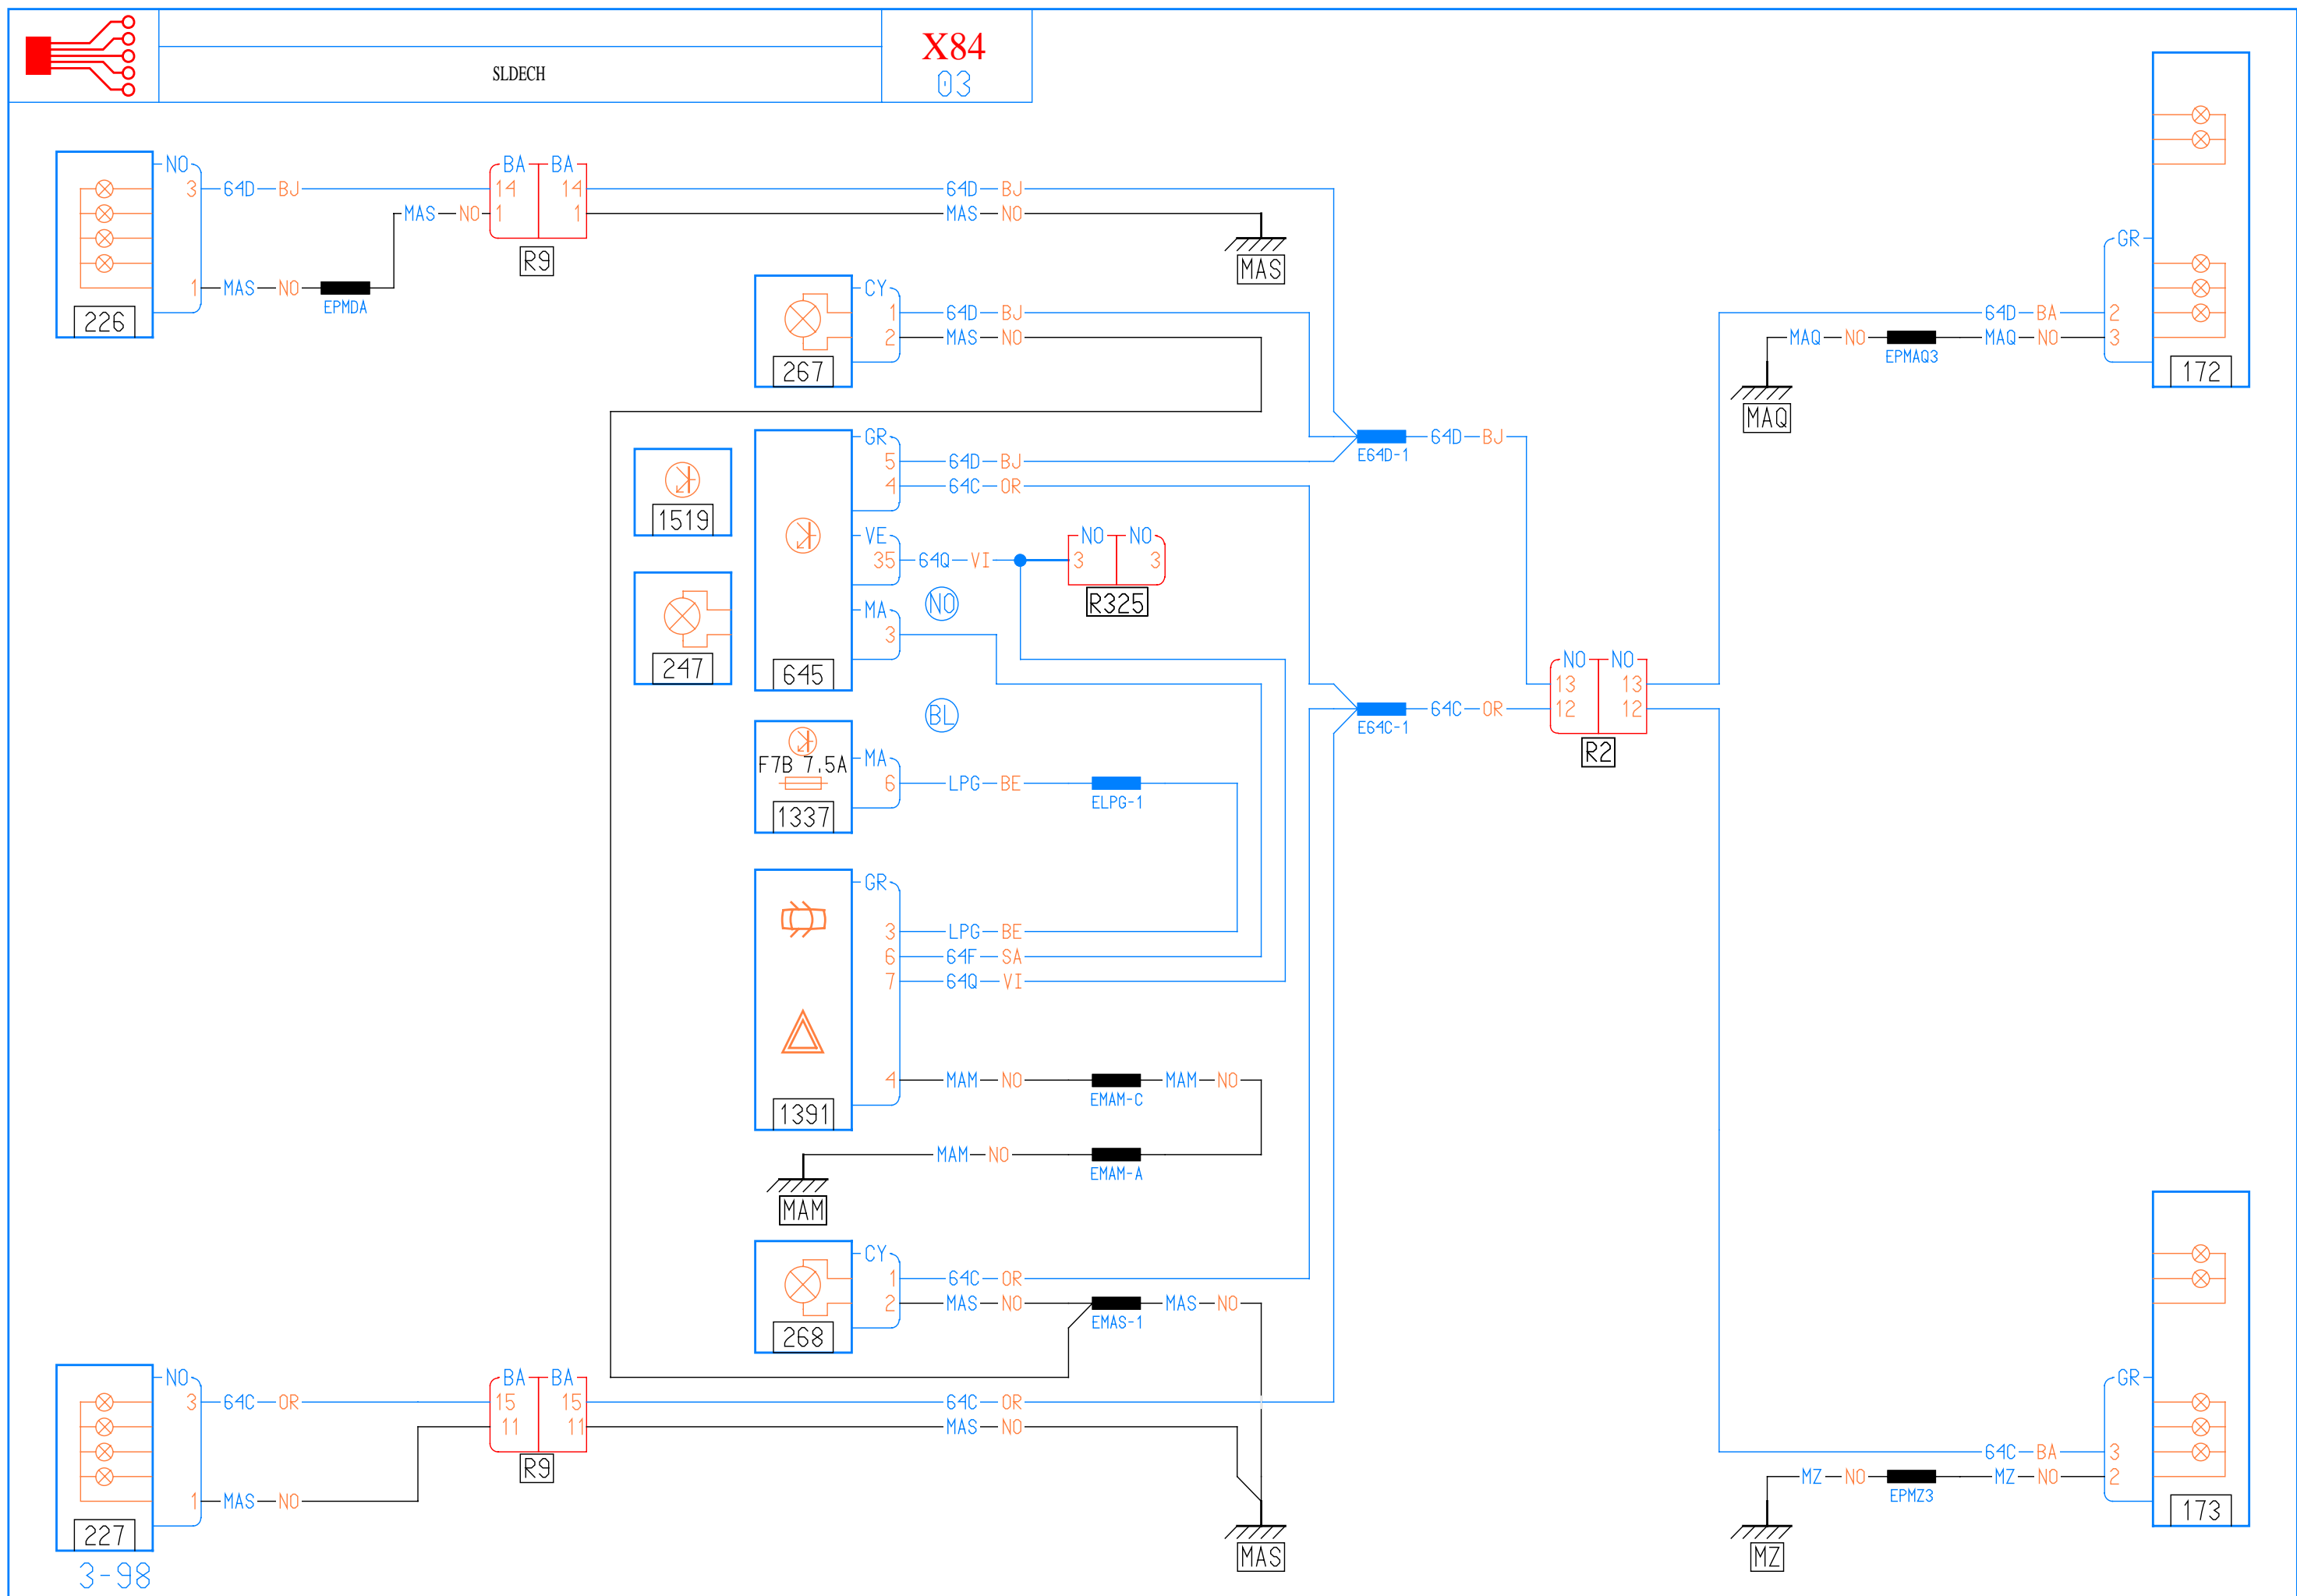 SLDECH
X84
03
NO
3 64D BJ
MAS NO
1 MAS NO
EPMDA
226
BA BA
14 14
1 1
R9
64D BJ
MAS NO
MAS
CY
1 64D BJ
2 MAS NO
267
GR
5 64D BJ
4 64C OR
VE
35 64Q VI
MA
3
645
1519
247
NO
BL
NO NO
3 3
R325
E64D-1
64D BJ
E64C-1
64C OR
NO NO
13 13
12 12
R2
GR
64D BA 2
MAQ NO MAQ NO 3
EPMAQ3
MAQ
172
F7B 7.5A
1337
MA
6 LPG BE
ELPG-1
GR
3 LPG BE
6 64F SA
7 64Q VI
4 MAM NO MAM NO
EMAM-C
1391
MAM NO
EMAM-A
MAM
CY
1 64C OR
2 MAS NO MAS NO
EMAS-1
268
NO
3 64C OR
1 MAS NO
227
3-98
BA BA
15 15
11 11
R9
64C OR
MAS NO
MAS
GR
64C BA 3
MZ NO MZ NO 2
EPMZ3
MZ
173